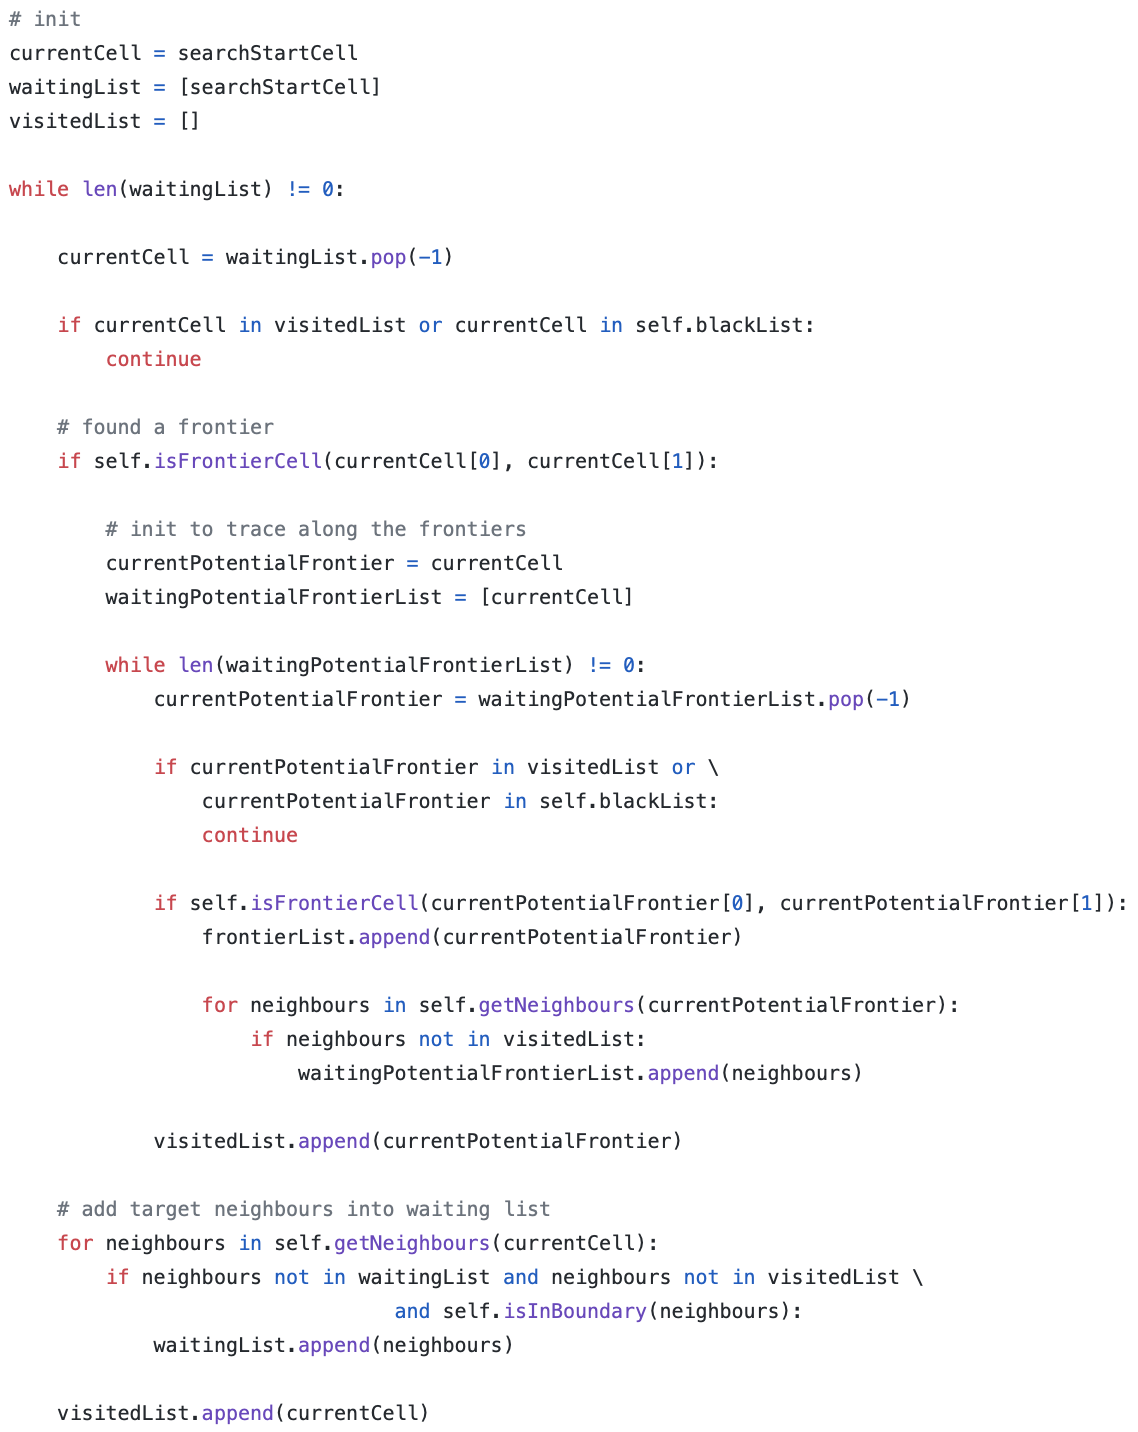 # init
currentCell = searchStartCell
waitingList = [searchStartCell]
visitedList = []
while len(waitingList) != 0:
currentCell = waitingList.pop(-1)
if currentCell in visitedList or currentCell in self.blackList:
continue
# found a frontier
if self.isFrontierCell(currentCell[0], currentCell[1]):
# init to trace along the frontiers
currentPotentialFrontier = currentCell
waitingPotentialFrontierList = [currentCell]
while len(waitingPotentialFrontierList) != 0:
currentPotentialFrontier = waitingPotentialFrontierList.pop(-1)
if currentPotentialFrontier in visitedList or \
currentPotentialFrontier in self.blackList:
continue
if self.isFrontierCell(currentPotentialFrontier[0], currentPotentialFrontier[1]):
frontierList.append(currentPotentialFrontier)
for neighbours in self.getNeighbours(currentPotentialFrontier):
if neighbours not in visitedList:
waitingPotentialFrontierList.append(neighbours)
visitedList.append(currentPotentialFrontier)
# add target neighbours into waiting list
for neighbours in self.getNeighbours(currentCell):
if neighbours not in waitingList and neighbours not in visitedList \
and self.isInBoundary(neighbours):
waitingList.append(neighbours)
visitedList.append(currentCell)